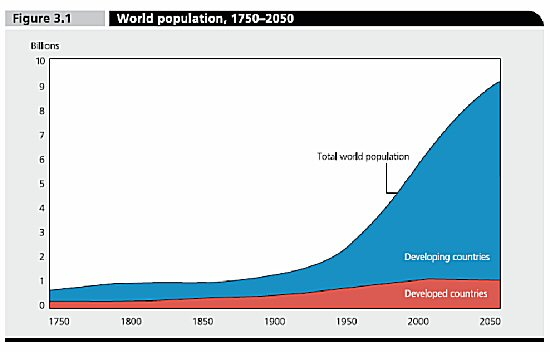 Figure 3.1
World population, 1750–2050
Billions
10
9
8
7
6
5
4
3
2
1
0
Total world population
Developing countries
Developed countries
1750 1800 1850 1900 1950 2000 2050